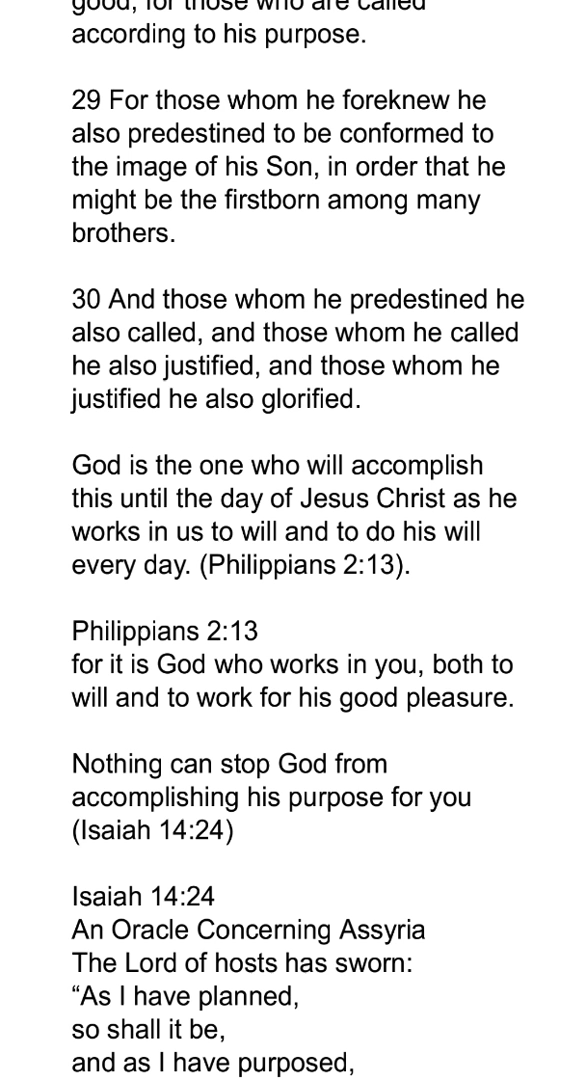 good, for those who are called
according to his purpose.
29 For those whom he foreknew he
also predestined to be conformed to
the image of his Son, in order that he
might be the firstborn among many
brothers.
30 And those whom he predestined he
also called, and those whom he called
he also justified, and those whom he
justified he also glorified.
God is the one who will accomplish
this until the day of Jesus Christ as he
works in us to will and to do his will
every day. (Philippians 2:13).
Philippians 2:13
for it is God who works in you, both to
will and to work for his good pleasure.
Nothing can stop God from
accomplishing his purpose for you
(Isaiah 14:24)
Isaiah 14:24
An Oracle Concerning Assyria
The Lord of hosts has sworn:
“As I have planned,
so shall it be,
and as I have purposed,